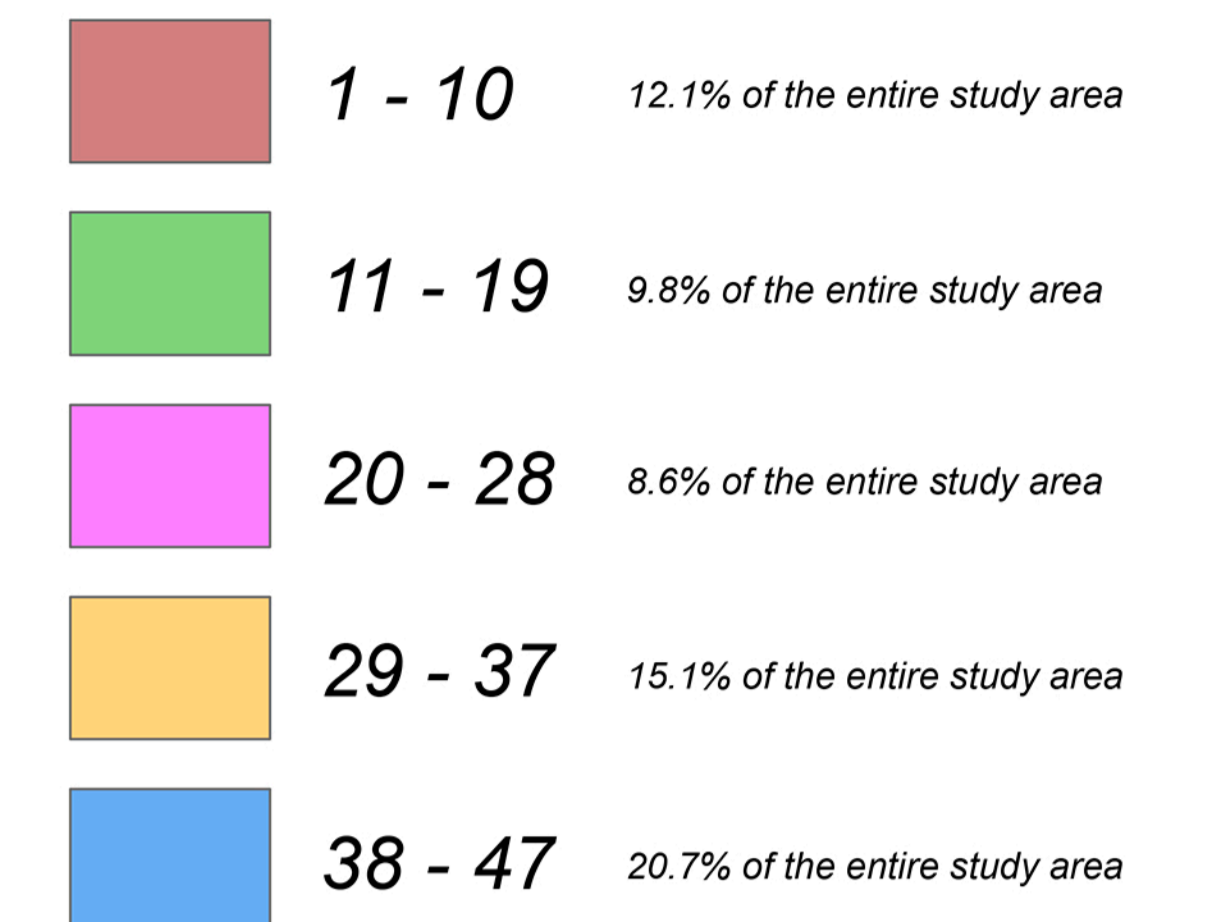 1 - 10 12.1% of the entire study area
11 - 19 9.8% of the entire study area
20 - 28 8.6% of the entire study area
29 - 37 15.1% of the entire study area
38 - 47 20.7% of the entire study area